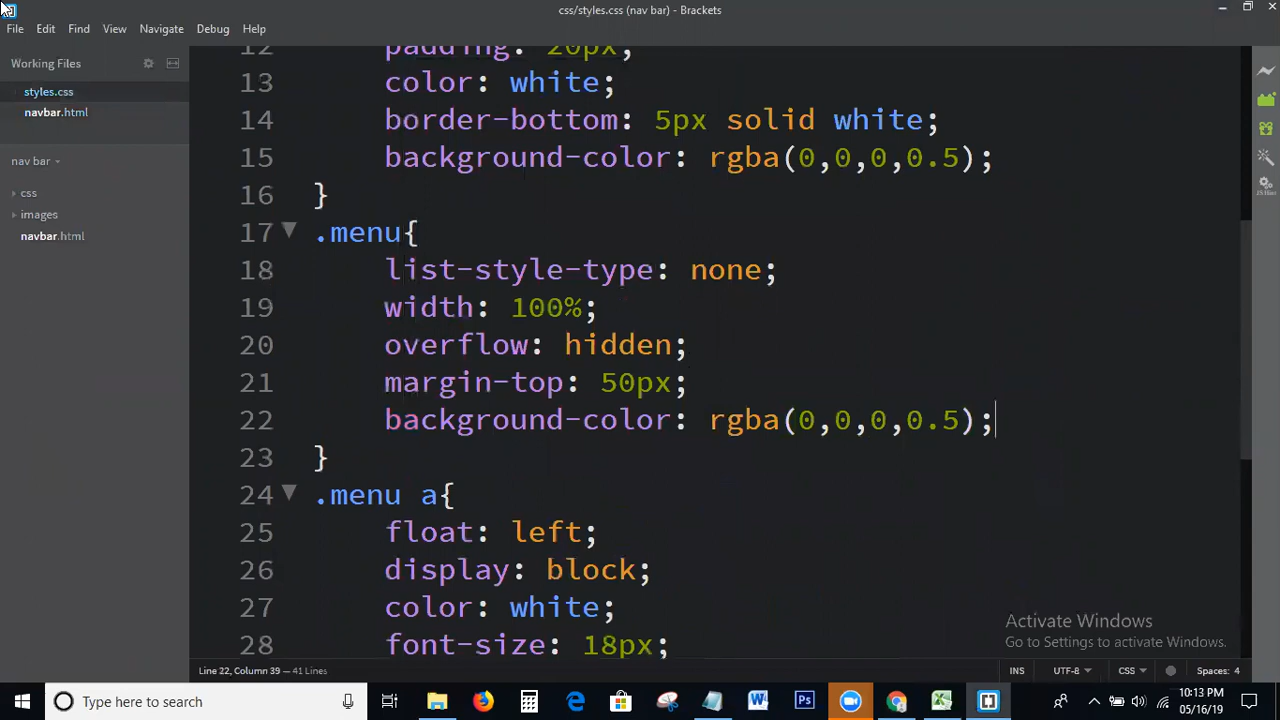 css/styles.css (nav bar) - Brackets
File Edit Find View Navigate Debug Help
Working Files
styles.css
navbar.html
nav bar
css
images
navbar.html
12 padding: 20px;
13 color: white;
14 border-bottom: 5px solid white;
15 background-color: rgba(0,0,0,0.5);
16 }
17 .menu{
18 list-style-type: none;
19 width: 100%;
20 overflow: hidden;
21 margin-top: 50px;
22 background-color: rgba(0,0,0,0.5);
23 }
24 .menu a{
25 float: left;
26 display: block;
27 color: white;
28 font-size: 18px;
Activate Windows
Go to Settings to activate Windows.
Line 22, Column 39 — 41 Lines
INS UTF-8 CSS Spaces: 4
Type here to search
10:13 PM
05/16/19